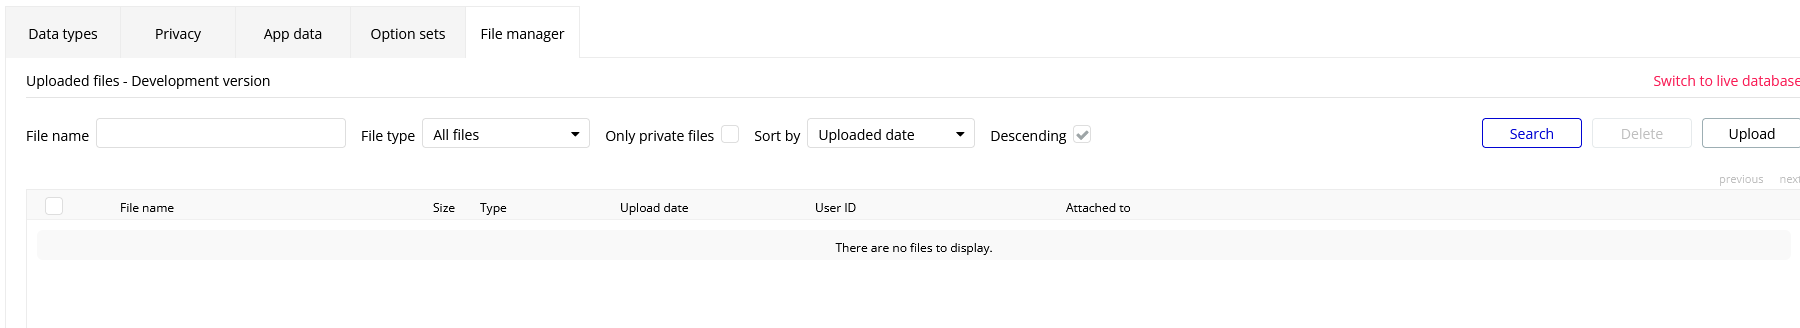 Data types Privacy App data Option sets File manager
Uploaded files - Development version Switch to live database
File name File type All files Only private files Sort by Uploaded date Descending Search Delete Upload
previous next
File name Size Type Upload date User ID Attached to
There are no files to display.